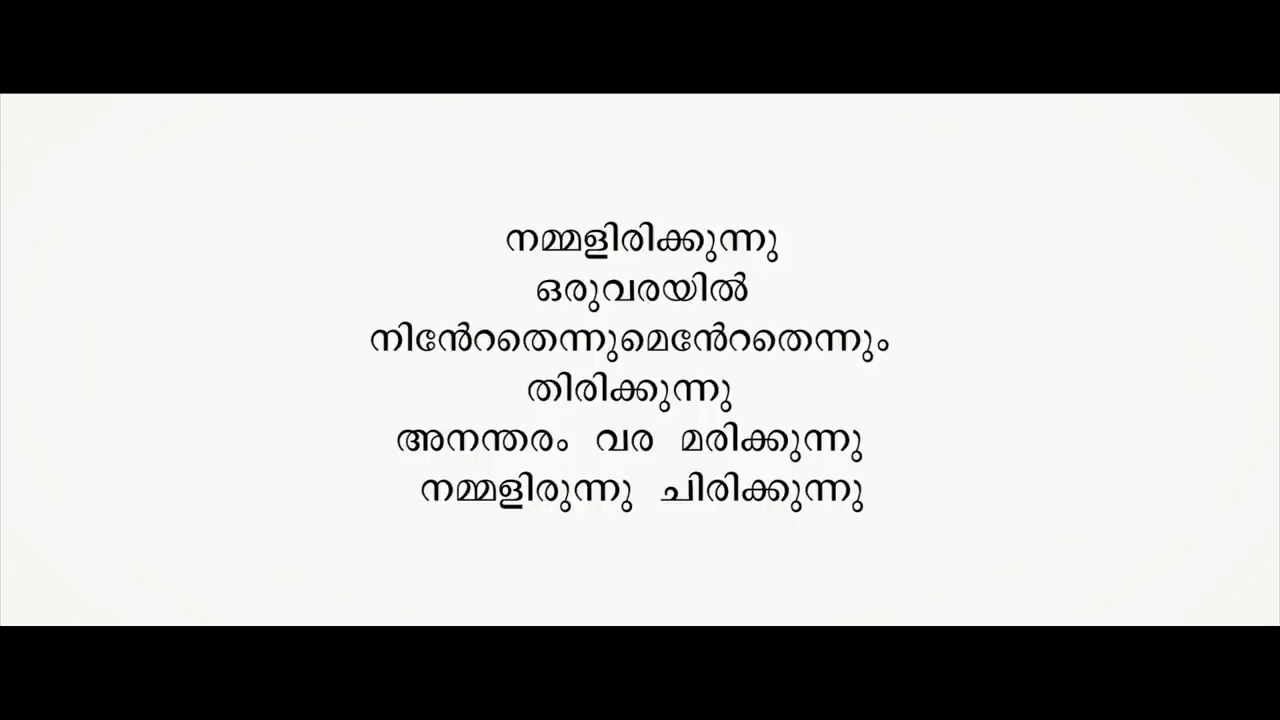 നമ്മളിരിക്കുന്നു
ഒരുവരയിൽ
നിൻേറതെന്നുമെൻേറതെന്നും
തിരിക്കുന്നു
അനന്തരം വര മരിക്കുന്നു
നമ്മളിരുന്നു ചിരിക്കുന്നു